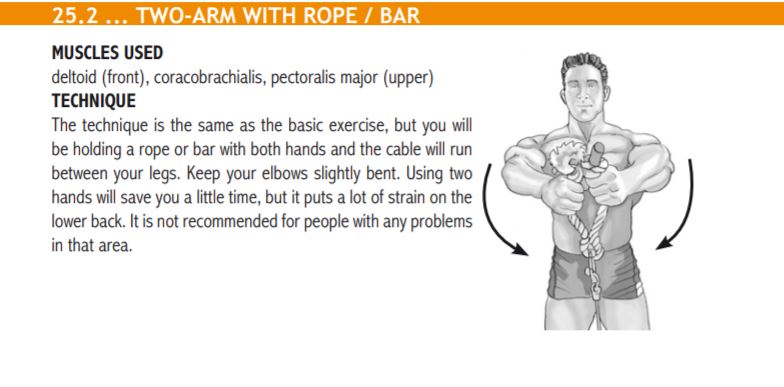 25.2 ... TWO-ARM WITH ROPE / BAR
MUSCLES USED
deltoid (front), coracobrachialis, pectoralis major (upper)
TECHNIQUE
The technique is the same as the basic exercise, but you will
be holding a rope or bar with both hands and the cable will run
between your legs. Keep your elbows slightly bent. Using two
hands will save you a little time, but it puts a lot of strain on the
lower back. It is not recommended for people with any problems
in that area.